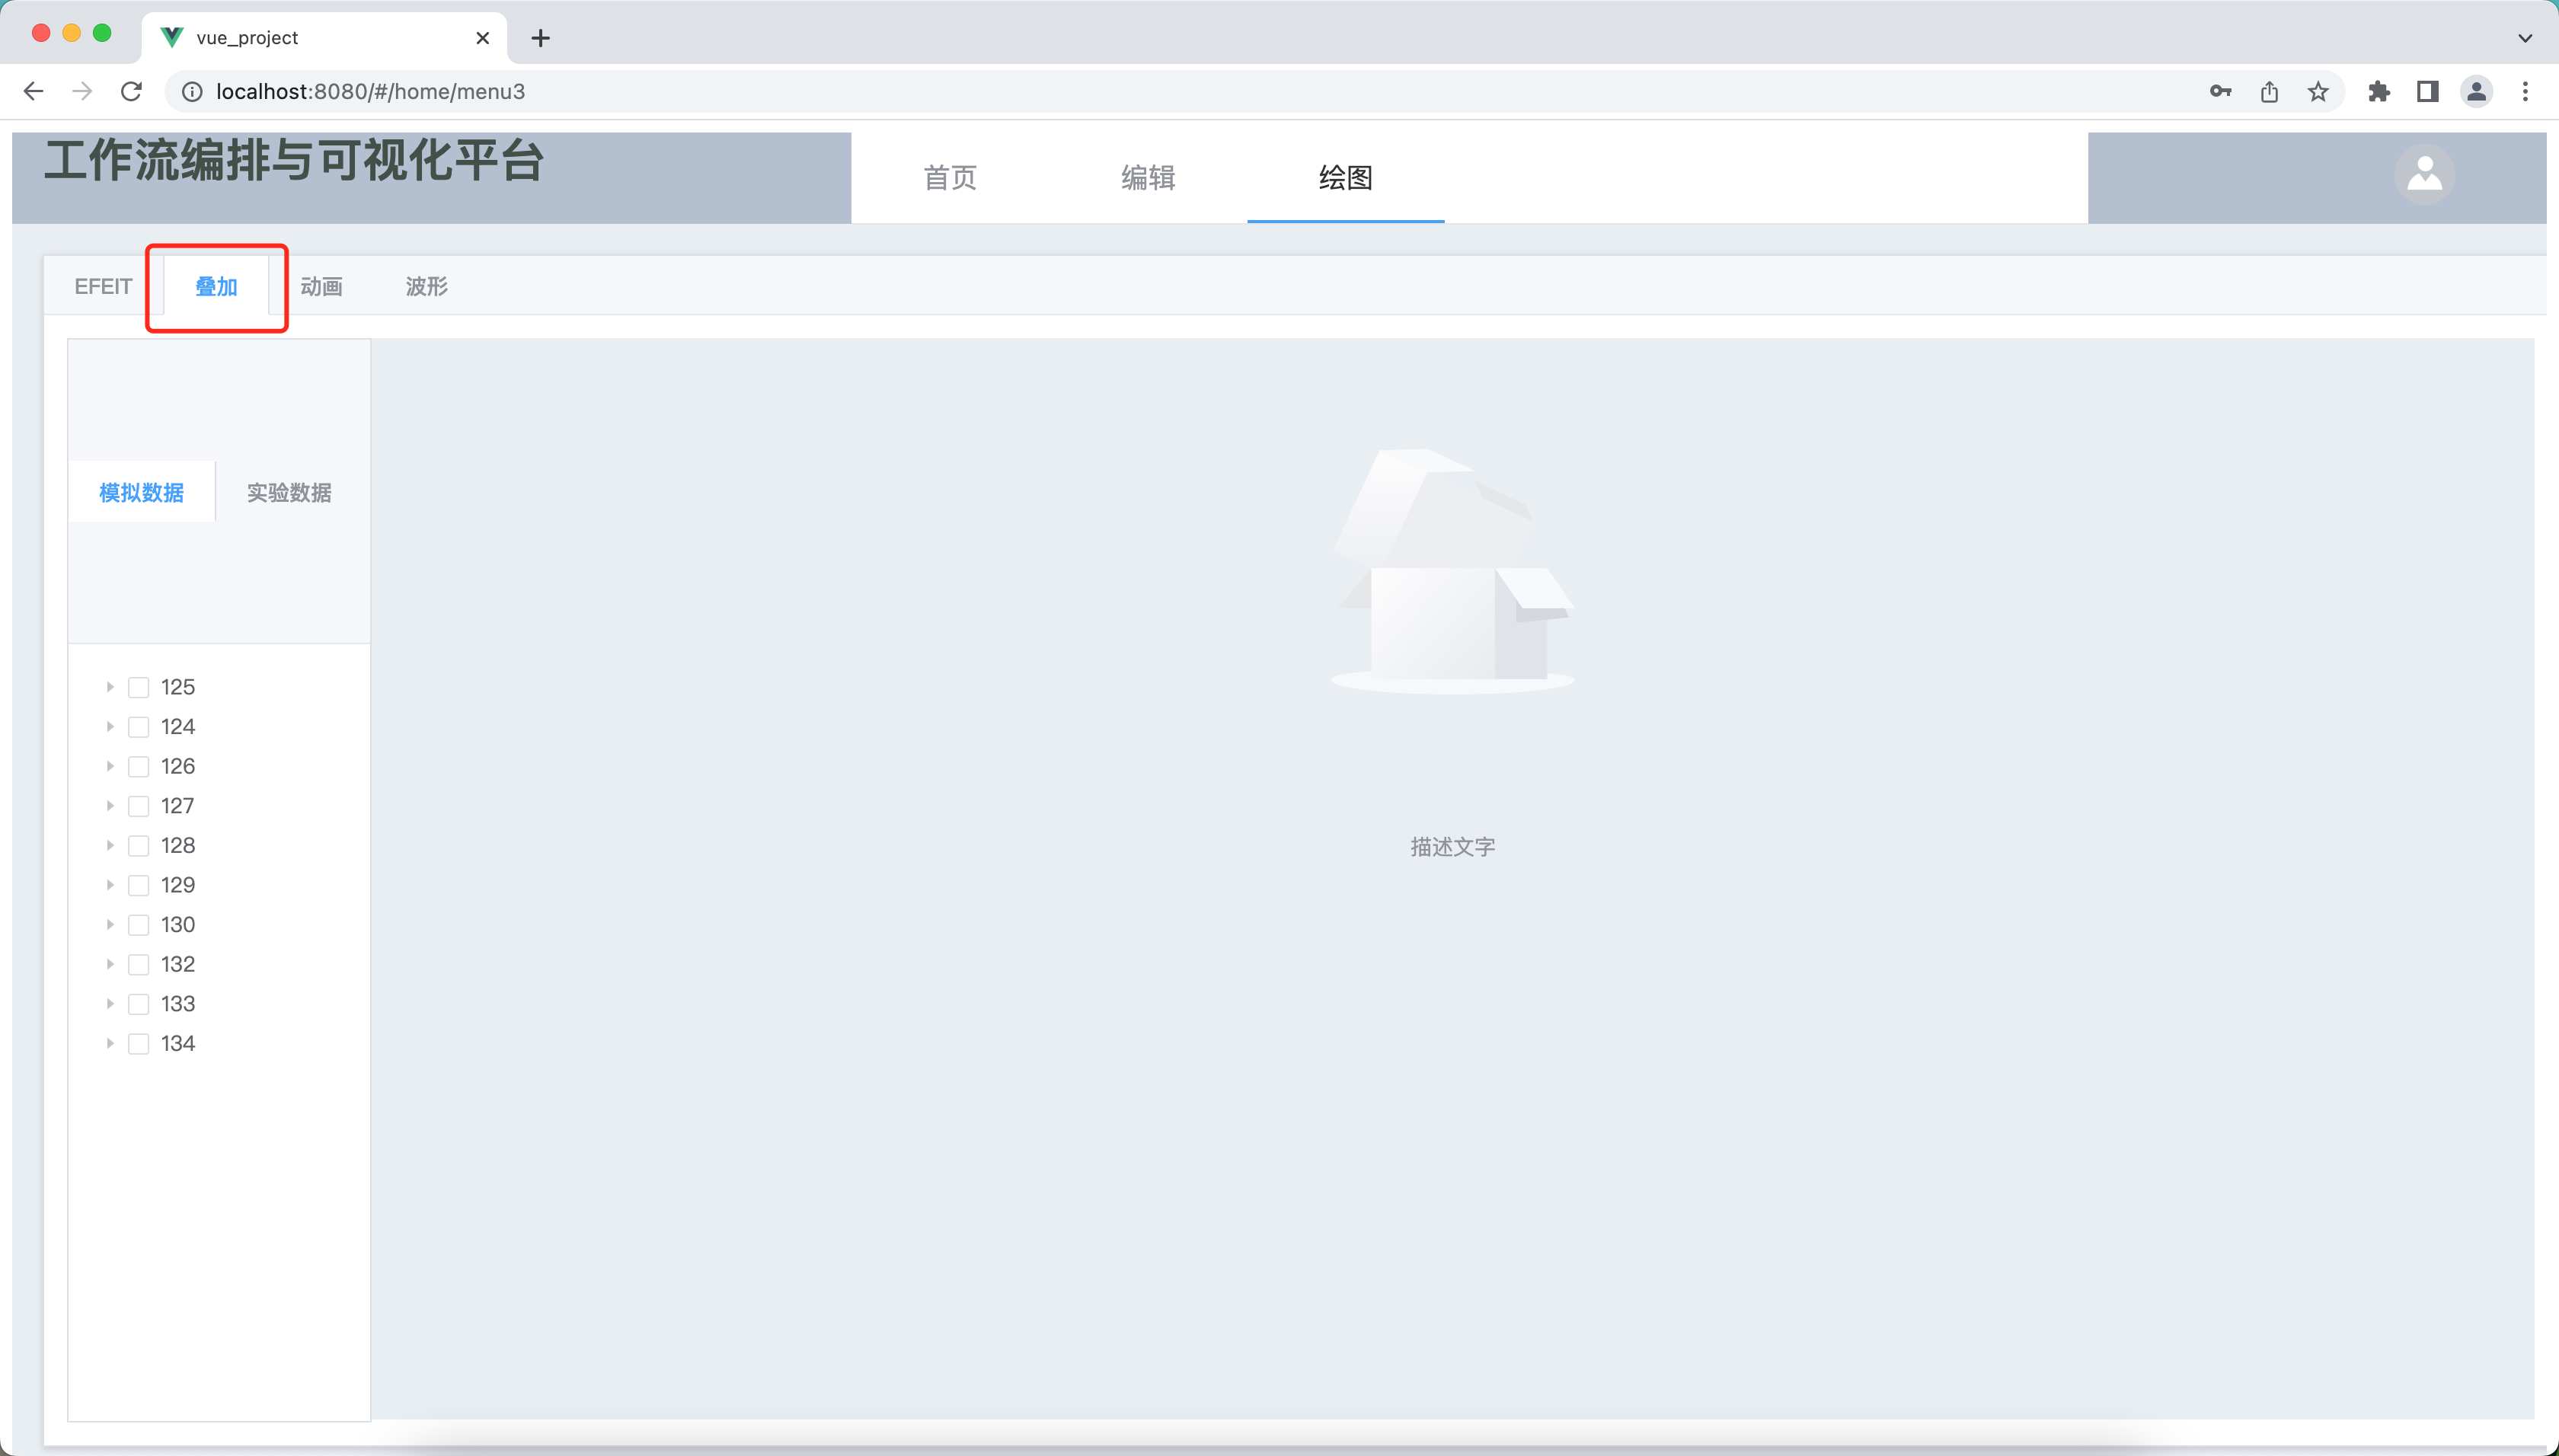 vue_project
localhost:8080/#/home/menu3
工作流编排与可视化平台
首页 编辑 绘图
EFEIT 叠加 动画 波形
模拟数据 实验数据
125
124
126
127
128
129
130
132
133
134
描述文字